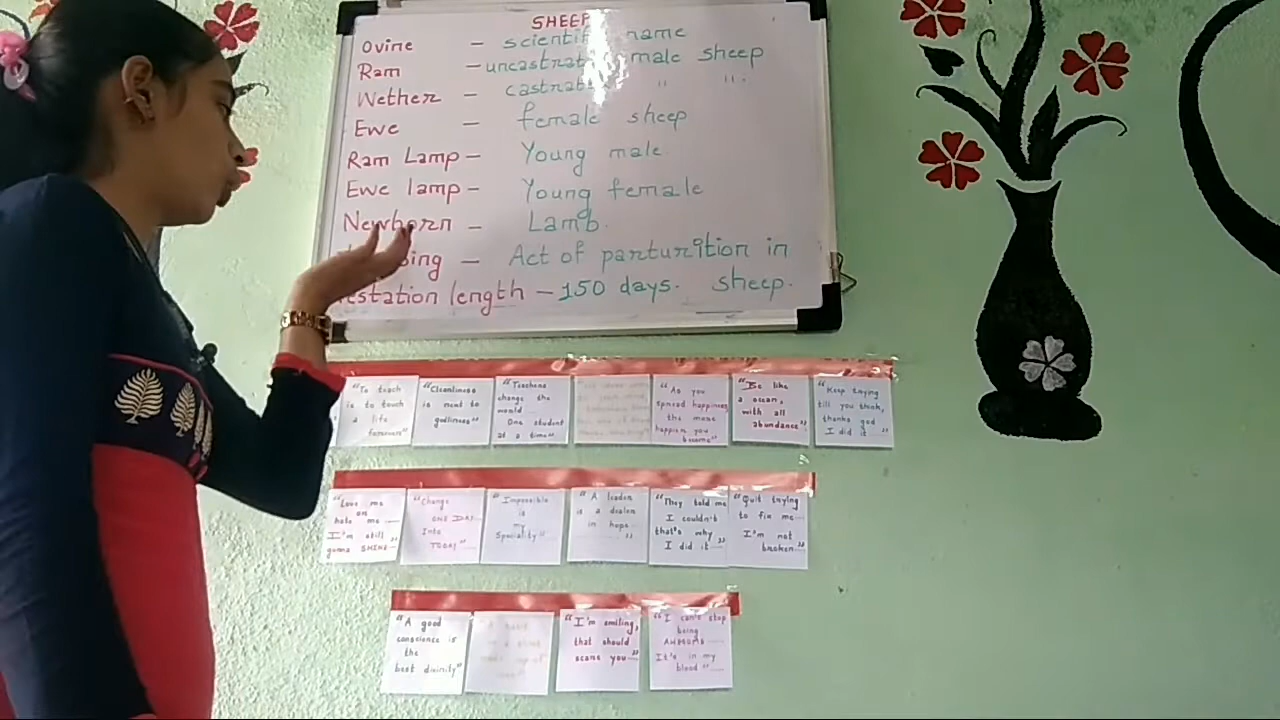 SHEEP
Ovine - scientific name
Ram - uncastrat male sheep
Wether - castrat " ".
Ewe - female sheep
Ram Lamp - Young male
Ewe lamp - Young female
Newborn - Lamb.
ing - Act of parturition in
estation length - 150 days. sheep.
"To teach
is to touch
a life
forever"
"Cleanliness
is next to
godliness"
"Teachers
change the
world
One student
at a time"
"As you
spread happiness
the more
happier you
become"
"Be like
a ocean,
with all
abundance"
"Keep trying
till you thank,
thanks god
I did it"
"Love me
or
hate me
I'm still
gonna SHINE"
"Change
ONE DAY
Into
TODAY"
"Impossible
is
my
Speciality"
"A leader
is a dealer
in hope"
"They told me
I couldn't
that's why
I did it"
"Quit trying
to fix me
I'm not
broken"
"A good
conscience is
the
best divinity"
"I'm smiling,
that should
scare you"
"I can't stop
being
AWESOME
It's in my
blood"